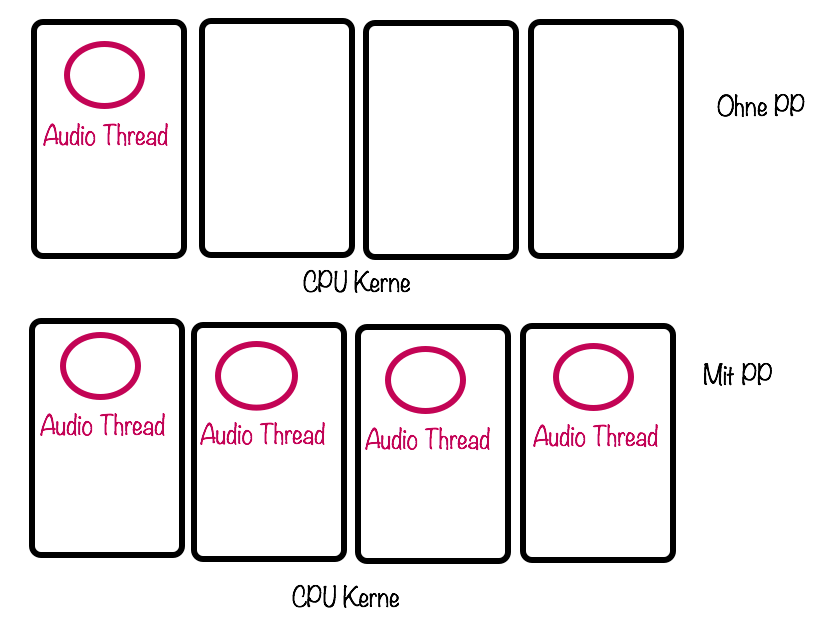 Audio Thread
Ohne PP
CPU Kerne
Audio Thread
Audio Thread
Audio Thread
Audio Thread
Mit PP
CPU Kerne